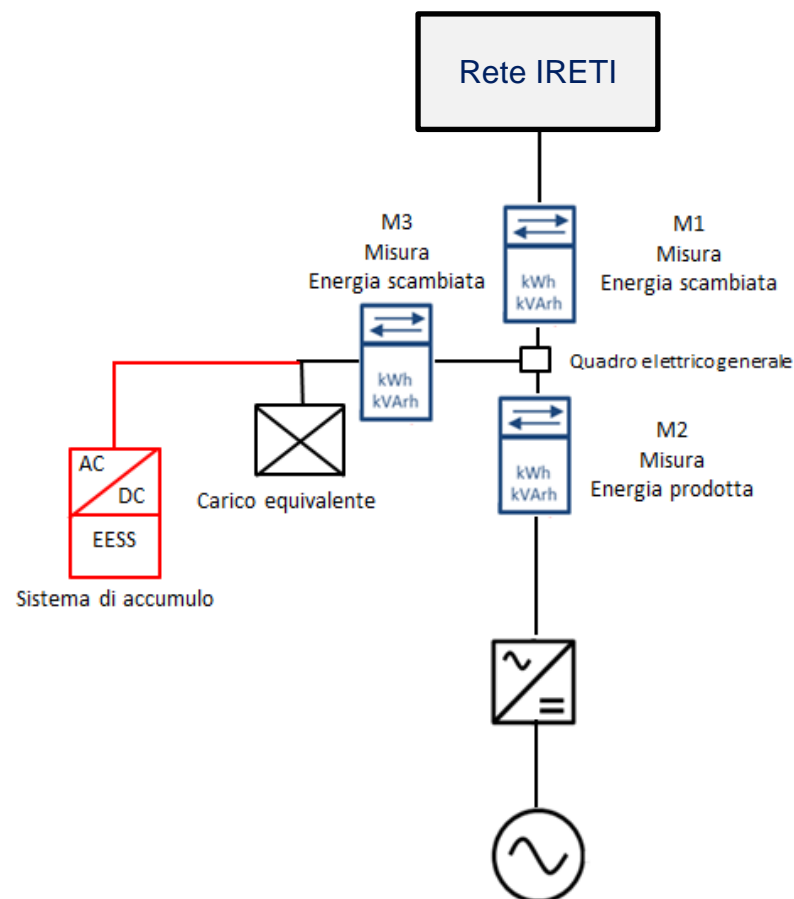 Rete IRETI
M3
Misura
Energia scambiata
M1
Misura
Energia scambiata
kWh
kVArh
kWh
kVArh
Quadro elettrico generale
M2
Misura
Energia prodotta
kWh
kVArh
Carico equivalente
AC
DC
EESS
Sistema di accumulo